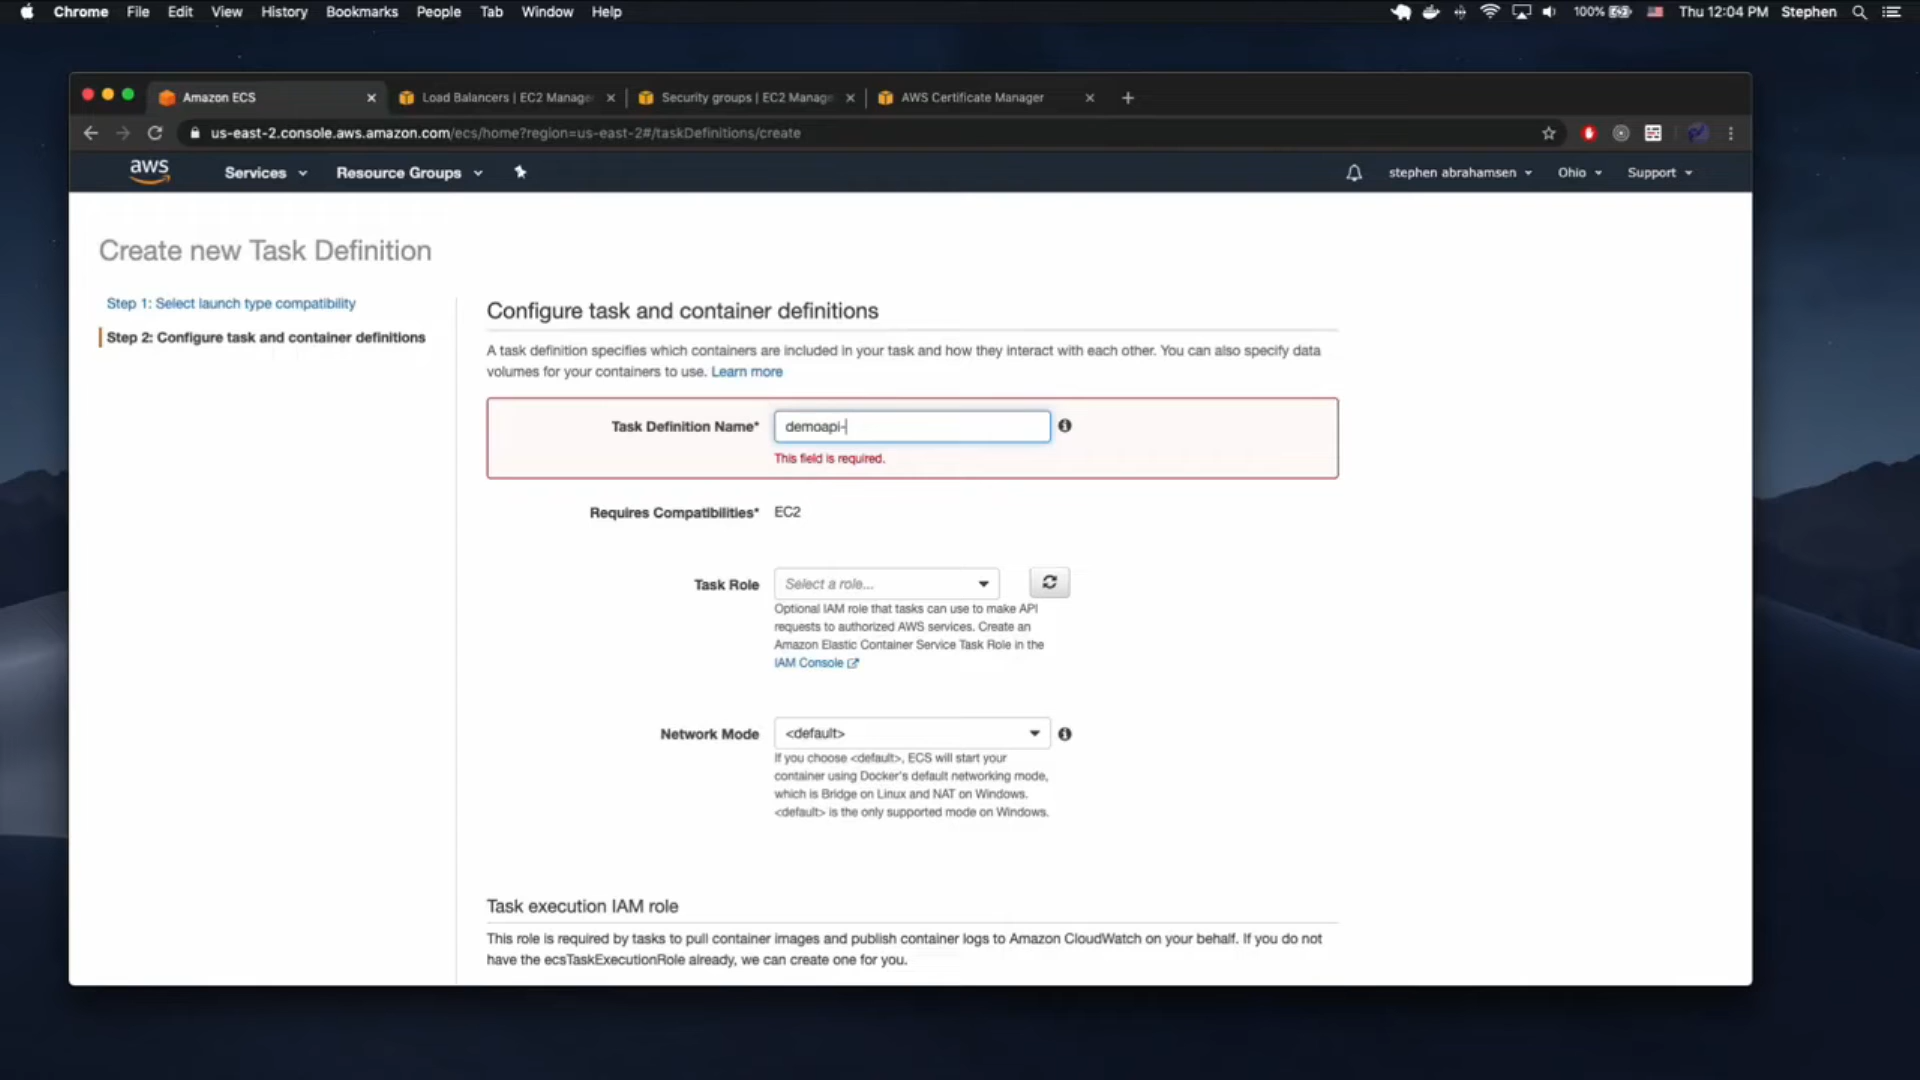 Chrome File Edit View History Bookmarks People Tab Window Help 100% Thu 12:04 PM Stephen
Amazon ECS Load Balancers | EC2 Manage Security groups | EC2 Manag AWS Certificate Manager
us-east-2.console.aws.amazon.com/ecs/home?region=us-east-2#/taskDefinitions/create
aws Services Resource Groups stephen abrahamsen Ohio Support
Create new Task Definition
Step 1: Select launch type compatibility
Step 2: Configure task and container definitions
Configure task and container definitions
A task definition specifies which containers are included in your task and how they interact with each other. You can also specify data
volumes for your containers to use. Learn more
Task Definition Name* demoapi-
This field is required.
Requires Compatibilities* EC2
Task Role Select a role...
Optional IAM role that tasks can use to make API
requests to authorized AWS services. Create an
Amazon Elastic Container Service Task Role in the
IAM Console
Network Mode <default>
If you choose <default>, ECS will start your
container using Docker's default networking mode,
which is Bridge on Linux and NAT on Windows.
<default> is the only supported mode on Windows.
Task execution IAM role
This role is required by tasks to pull container images and publish container logs to Amazon CloudWatch on your behalf. If you do not
have the ecsTaskExecutionRole already, we can create one for you.